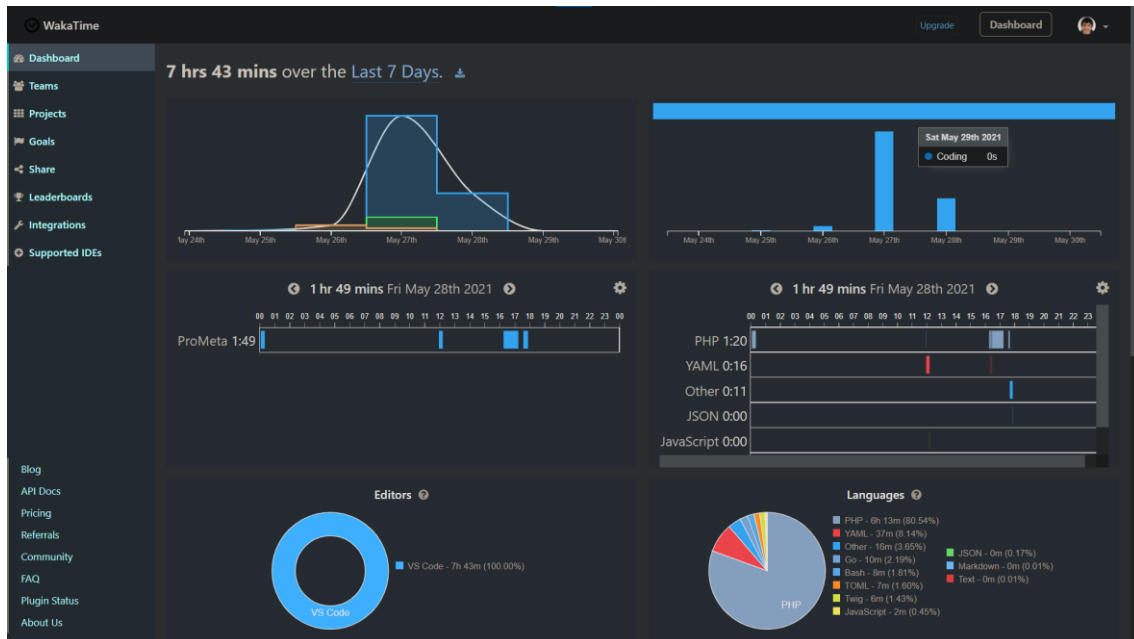 WakaTime
Upgrade
Dashboard
Dashboard
Teams
Projects
Goals
Share
Leaderboards
Integrations
Supported IDEs
Blog
API Docs
Pricing
Referrals
Community
FAQ
Plugin Status
About Us
7 hrs 43 mins over the Last 7 Days.
May 24th May 25th May 26th May 27th May 28th May 29th May 30t
Sat May 29th 2021
Coding 0s
May 24th May 25th May 26th May 27th May 28th May 29th May 30th
1 hr 49 mins Fri May 28th 2021
00 01 02 03 04 05 06 07 08 09 10 11 12 13 14 15 16 17 18 19 20 21 22 23 00
ProMeta 1:49
1 hr 49 mins Fri May 28th 2021
00 01 02 03 04 05 06 07 08 09 10 11 12 13 14 15 16 17 18 19 20 21 22 23
PHP 1:20
YAML 0:16
Other 0:11
JSON 0:00
JavaScript 0:00
Editors
VS Code - 7h 43m (100.00%)
VS Code
Languages
PHP
PHP - 6h 13m (80.54%)
YAML - 37m (8.14%)
Other - 16m (3.65%)
Go - 10m (2.19%)
Bash - 8m (1.81%)
TOML - 7m (1.60%)
Twig - 6m (1.43%)
JavaScript - 2m (0.45%)
JSON - 0m (0.17%)
Markdown - 0m (0.01%)
Text - 0m (0.01%)